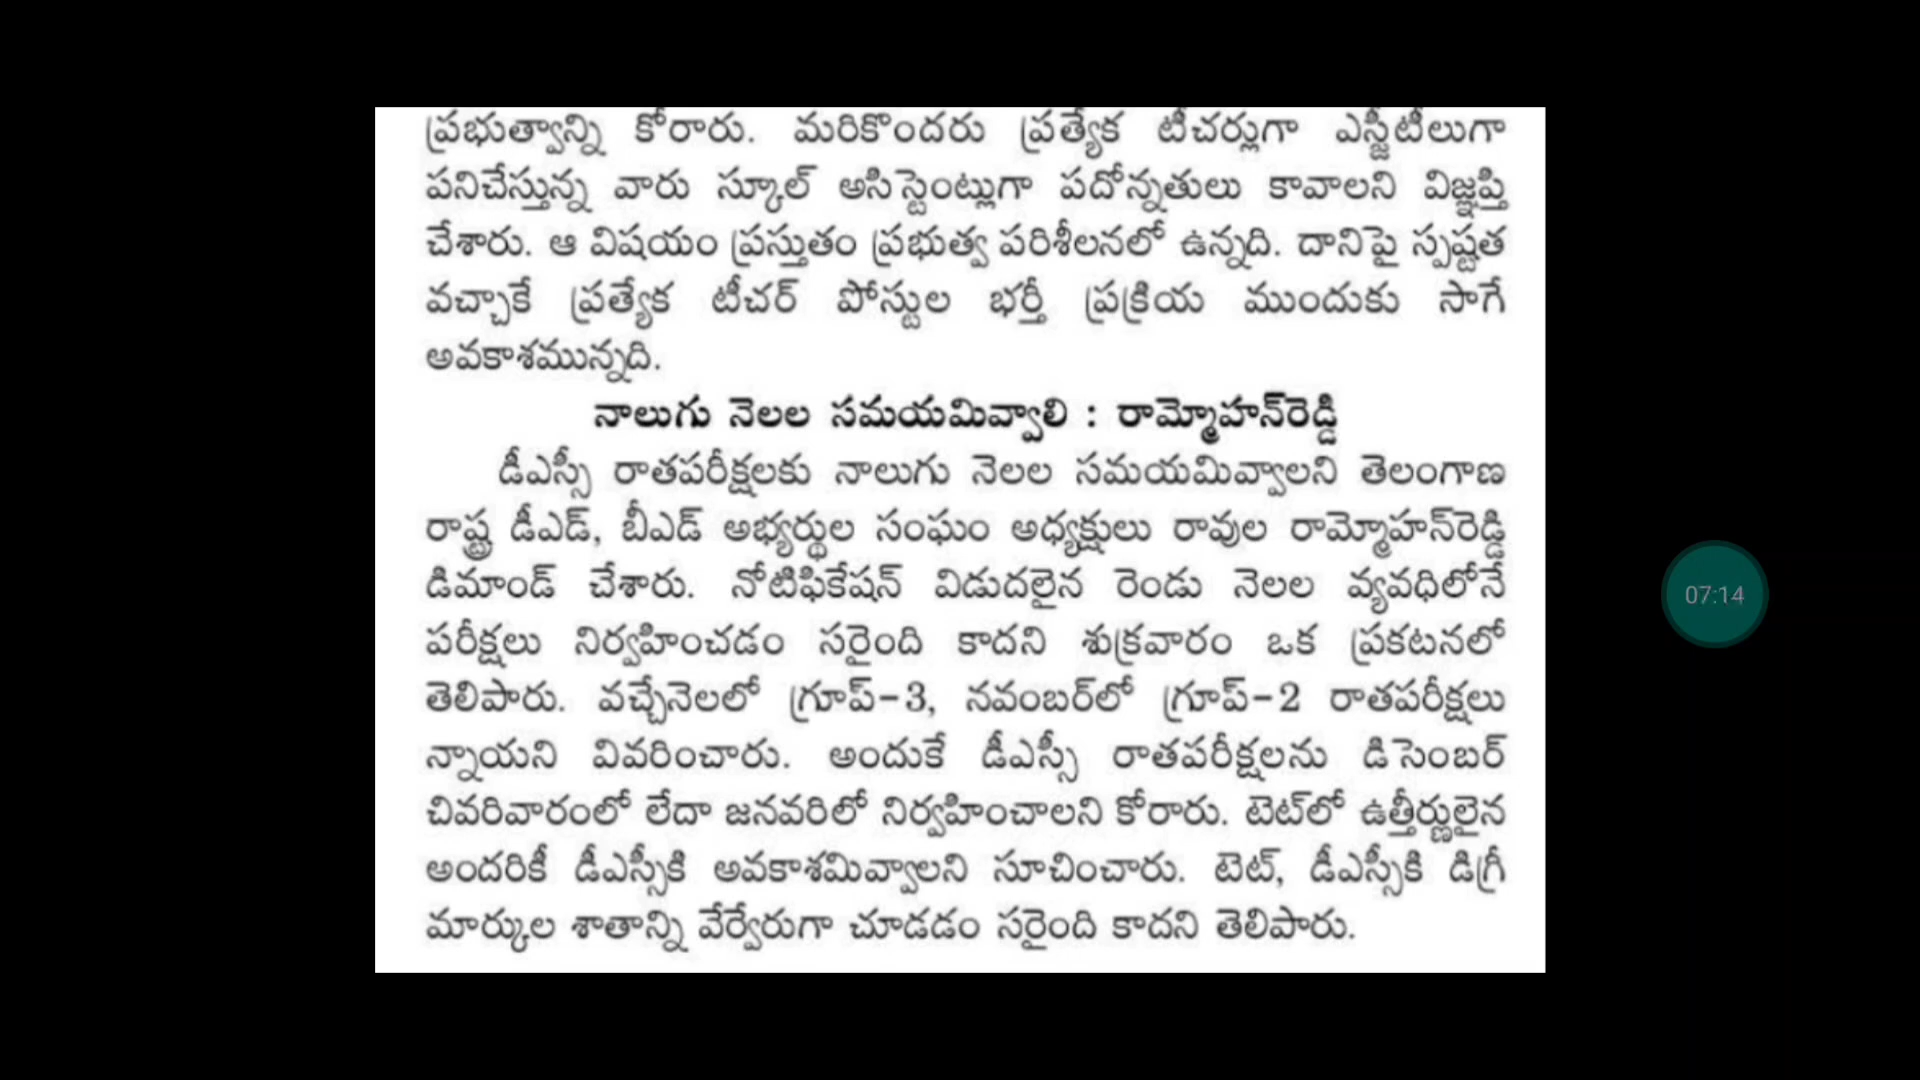 ప్రభుత్వాన్ని కోరారు. మరికొందరు ప్రత్యేక టీచర్లుగా ఎస్జీటీలుగా
పనిచేస్తున్న వారు స్కూల్ అసిస్టెంట్లుగా పదోన్నతులు కావాలని విజ్ఞప్తి
చేశారు. ఆ విషయం ప్రస్తుతం ప్రభుత్వ పరిశీలనలో ఉన్నది. దానిపై స్పష్టత
వచ్చాకే ప్రత్యేక టీచర్ పోస్టుల భర్తీ ప్రక్రియ ముందుకు సాగే
అవకాశమున్నది.
నాలుగు నెలల సమయమివ్వాలి : రామ్మోహన్‌రెడ్డి
డీఎస్సీ రాతపరీక్షలకు నాలుగు నెలల సమయమివ్వాలని తెలంగాణ
రాష్ట్ర డీఎడ్, బీఎడ్ అభ్యర్థుల సంఘం అధ్యక్షులు రావుల రామ్మోహన్‌రెడ్డి
డిమాండ్ చేశారు. నోటిఫికేషన్ విడుదలైన రెండు నెలల వ్యవధిలోనే
పరీక్షలు నిర్వహించడం సరైంది కాదని శుక్రవారం ఒక ప్రకటనలో
తెలిపారు. వచ్చేనెలలో గ్రూప్-3, నవంబర్‌లో గ్రూప్-2 రాతపరీక్షలు
న్నాయని వివరించారు. అందుకే డీఎస్సీ రాతపరీక్షలను డిసెంబర్
చివరివారంలో లేదా జనవరిలో నిర్వహించాలని కోరారు. టెట్‌లో ఉత్తీర్ణులైన
అందరికీ డీఎస్సీకి అవకాశమివ్వాలని సూచించారు. టెట్, డీఎస్సీకి డిగ్రీ
మార్కుల శాతాన్ని వేర్వేరుగా చూడడం సరైంది కాదని తెలిపారు.
07:14